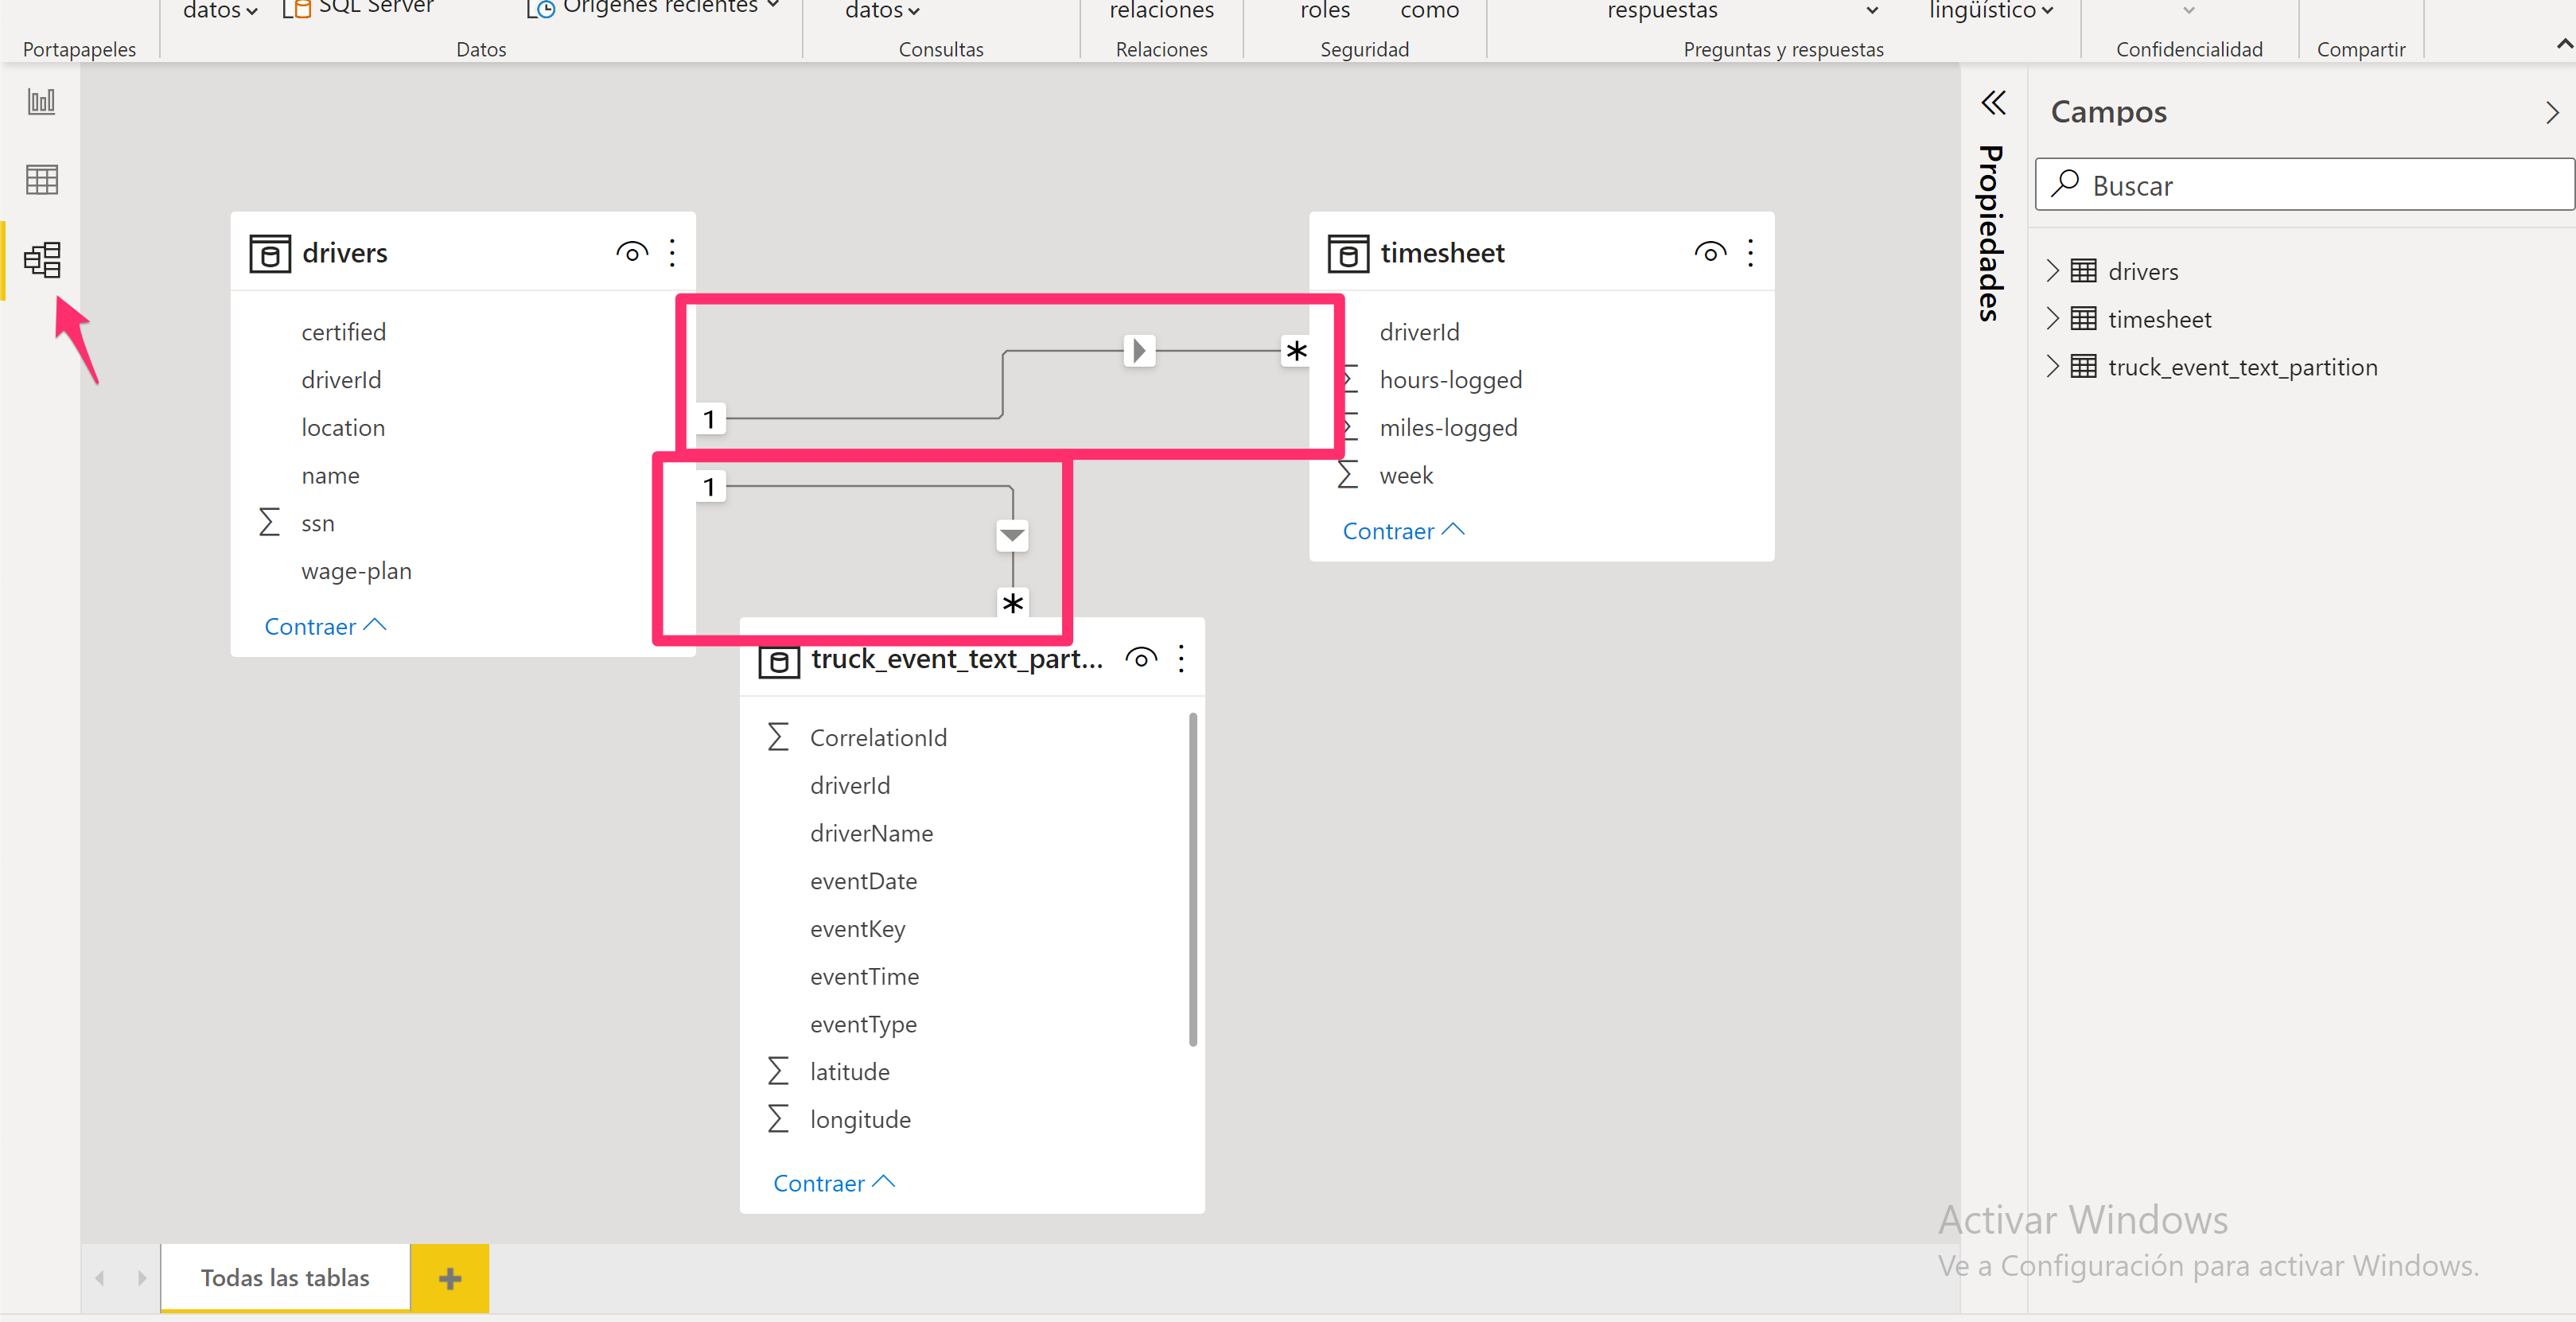 datos
SQL Server
Orígenes recientes
datos
relaciones
roles
como
respuestas
lingüístico
Portapapeles
Datos
Consultas
Relaciones
Seguridad
Preguntas y respuestas
Confidencialidad
Compartir
drivers
certified
driverId
location
name
ssn
wage-plan
Contraer
1
*
1
*
timesheet
driverId
hours-logged
miles-logged
week
Contraer
truck_event_text_part...
CorrelationId
driverId
driverName
eventDate
eventKey
eventTime
eventType
latitude
longitude
Contraer
Propiedades
Campos
Buscar
drivers
timesheet
truck_event_text_partition
Activar Windows
Ve a Configuración para activar Windows.
Todas las tablas